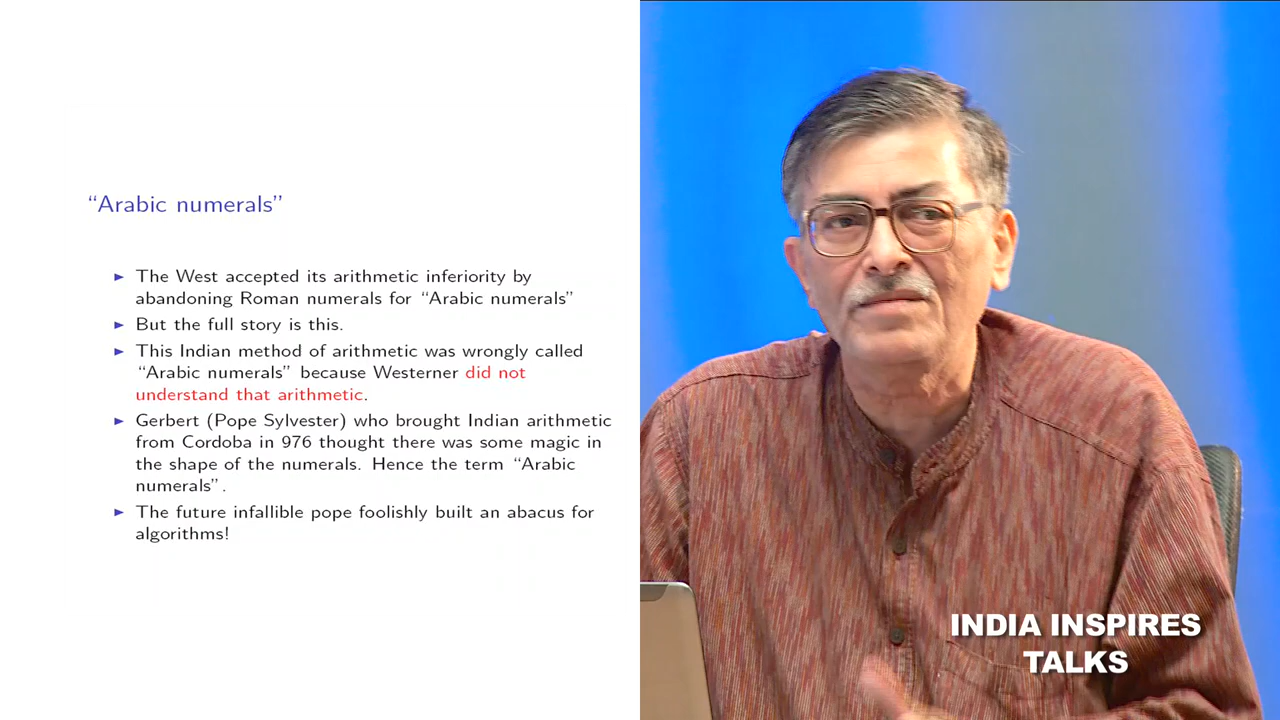 “Arabic numerals”
► The West accepted its arithmetic inferiority by
abandoning Roman numerals for “Arabic numerals”
► But the full story is this.
► This Indian method of arithmetic was wrongly called
“Arabic numerals” because Westerner did not
understand that arithmetic.
► Gerbert (Pope Sylvester) who brought Indian arithmetic
from Cordoba in 976 thought there was some magic in
the shape of the numerals. Hence the term “Arabic
numerals”.
► The future infallible pope foolishly built an abacus for
algorithms!
INDIA INSPIRES
TALKS